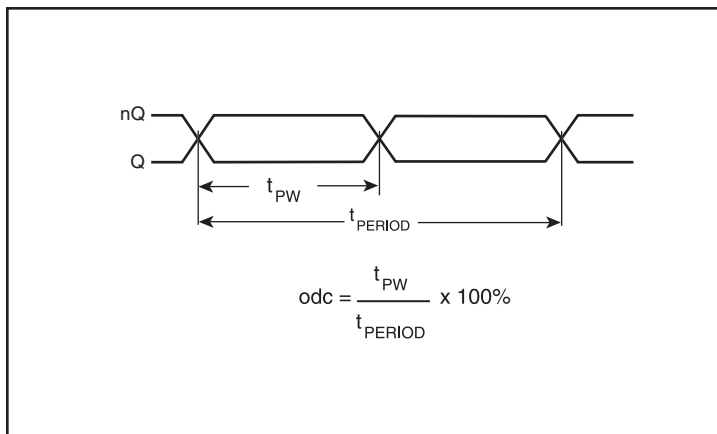 nQ
Q
tPW
tPERIOD
odc = tPW / tPERIOD x 100%